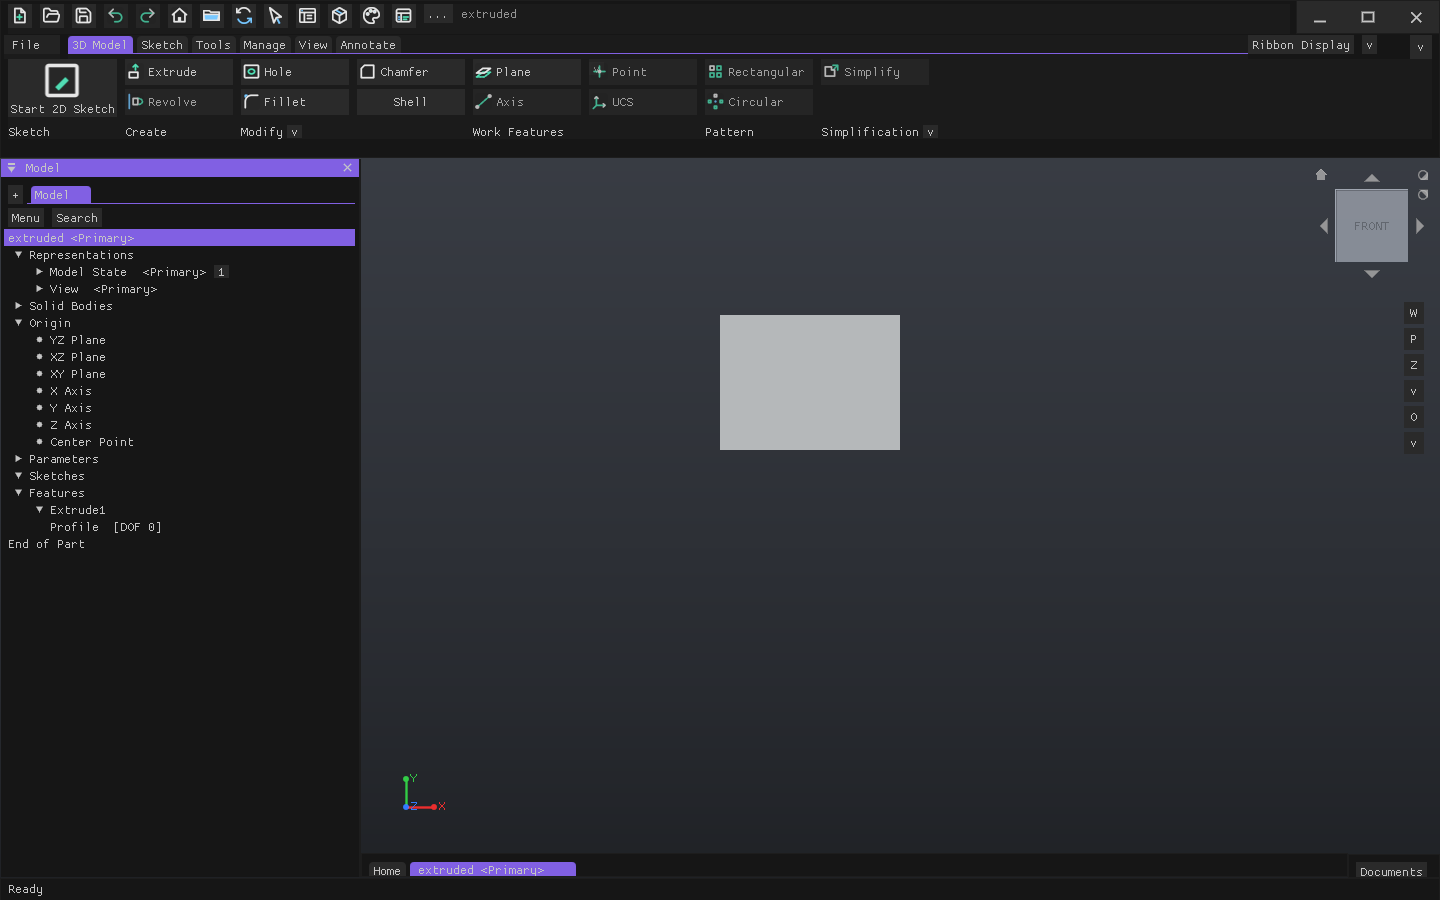 ... extruded
File 3D Model Sketch Tools Manage View Annotate Ribbon Display v v
Extrude Hole Chamfer Plane Point Rectangular Simplify
Start 2D Sketch Revolve Fillet Shell Axis UCS Circular
Sketch Create Modify v Work Features Pattern Simplification v
Model
+ Model
Menu Search
extruded <Primary>
Representations
Model State <Primary> 1
View <Primary>
Solid Bodies
Origin
YZ Plane
XZ Plane
XY Plane
X Axis
Y Axis
Z Axis
Center Point
Parameters
Sketches
Features
Extrude1
Profile [DOF 0]
End of Part
FRONT
W
P
Z
v
O
v
Y
Z X
Home extruded <Primary> Documents
Ready